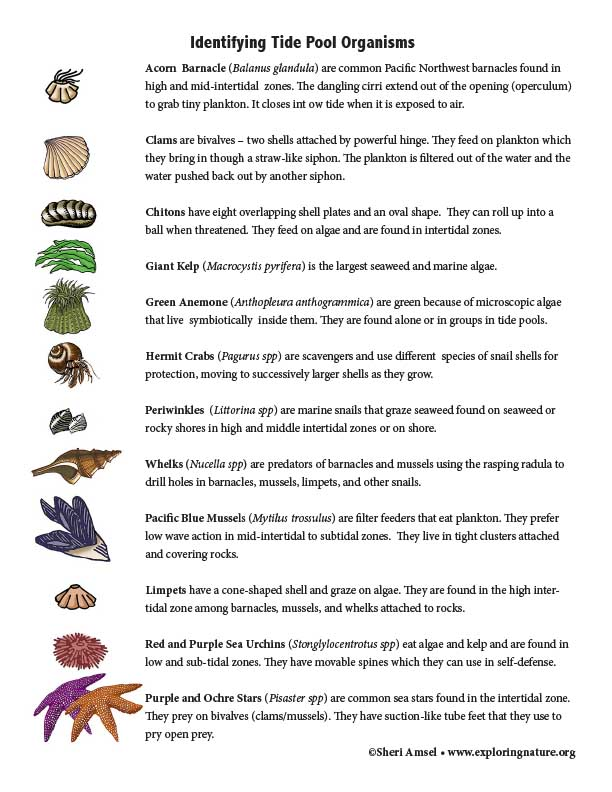 Identifying Tide Pool Organisms
Acorn  Barnacle (Balanus glandula) are common Pacific Northwest barnacles found in
high and mid-intertidal  zones. The dangling cirri extend out of the opening (operculum)
to grab tiny plankton. It closes int ow tide when it is exposed to air.
Clams are bivalves – two shells attached by powerful hinge. They feed on plankton which
they bring in though a straw-like siphon. The plankton is filtered out of the water and the
water pushed back out by another siphon.
Chitons have eight overlapping shell plates and an oval shape.  They can roll up into a
ball when threatened. They feed on algae and are found in intertidal zones.
Giant Kelp (Macrocystis pyrifera) is the largest seaweed and marine algae.
Green Anemone (Anthopleura anthogrammica) are green because of microscopic algae
that live  symbiotically  inside them. They are found alone or in groups in tide pools.
Hermit Crabs (Pagurus spp) are scavengers and use different  species of snail shells for
protection, moving to successively larger shells as they grow.
Periwinkles  (Littorina spp) are marine snails that graze seaweed found on seaweed or
rocky shores in high and middle intertidal zones or on shore.
Whelks (Nucella spp) are predators of barnacles and mussels using the rasping radula to
drill holes in barnacles, mussels, limpets, and other snails.
Pacific Blue Mussels (Mytilus trossulus) are filter feeders that eat plankton. They prefer
low wave action in mid-intertidal to subtidal zones.  They live in tight clusters attached
and covering rocks.
Limpets have a cone-shaped shell and graze on algae. They are found in the high inter-
tidal zone among barnacles, mussels, and whelks attached to rocks.
Red and Purple Sea Urchins (Stonglylocentrotus spp) eat algae and kelp and are found in
low and sub-tidal zones. They have movable spines which they can use in self-defense.
Purple and Ochre Stars (Pisaster spp) are common sea stars found in the intertidal zone.
They prey on bivalves (clams/mussels). They have suction-like tube feet that they use to
pry open prey.
©Sheri Amsel • www.exploringnature.org